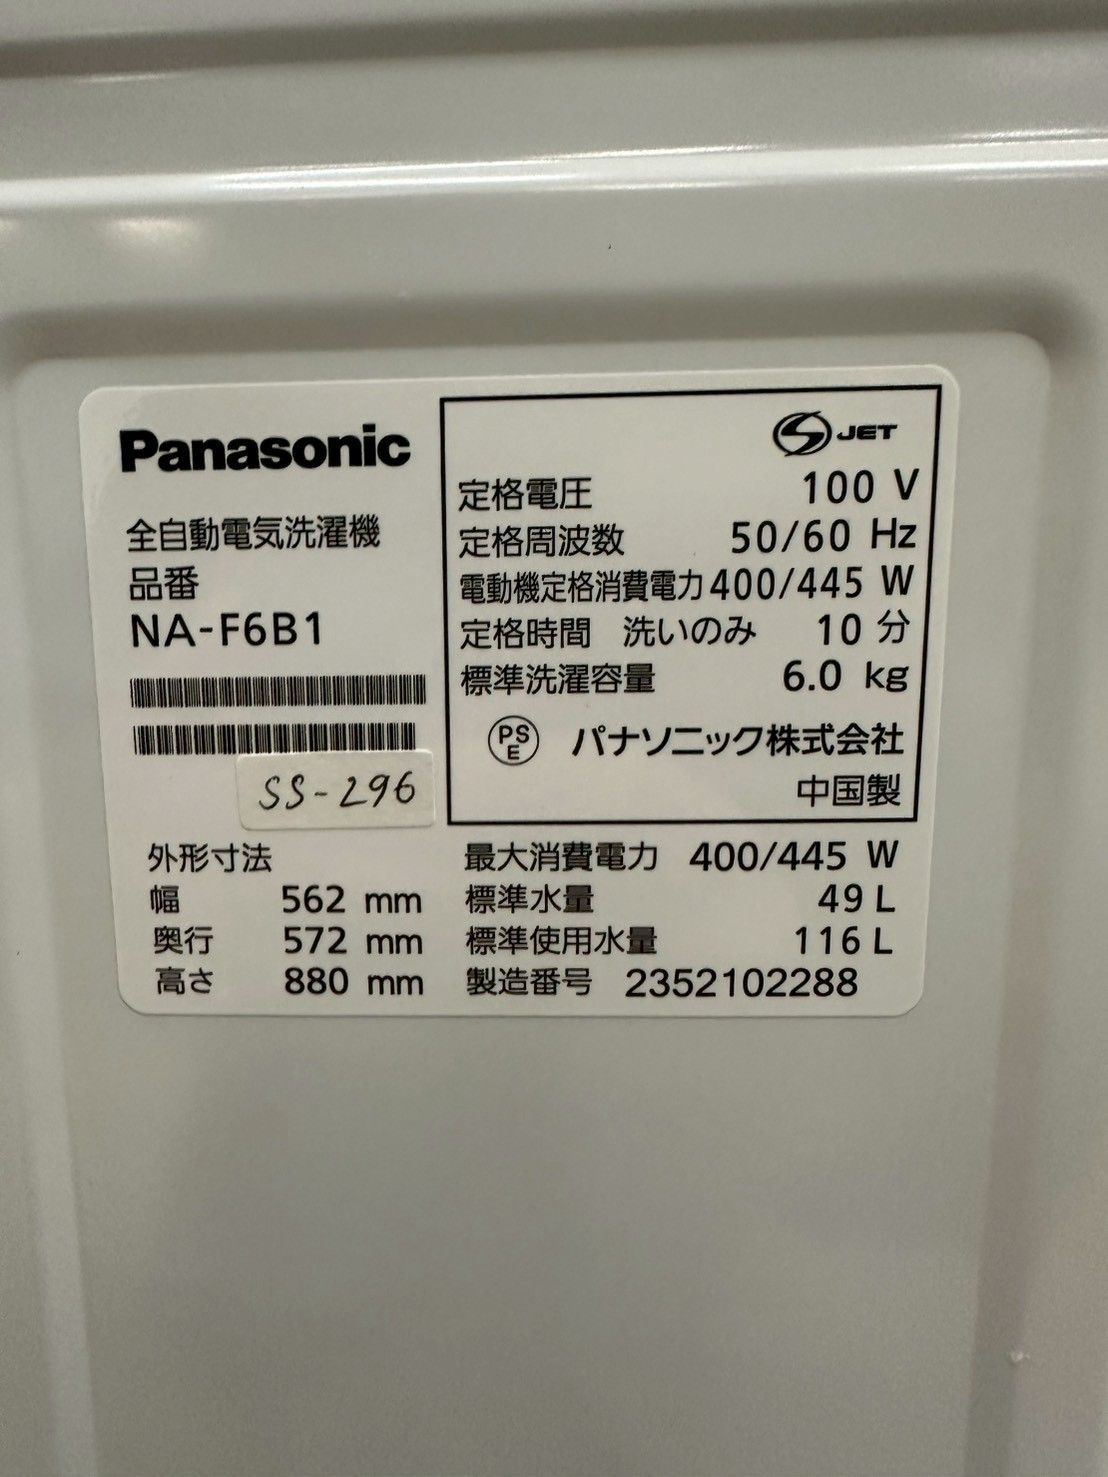 Panasonic
全自動電気洗濯機
品番
NA-F6B1
SS-296
外形寸法
幅 562 mm
奥行 572 mm
高さ 880 mm
S JET
定格電圧 100 V
定格周波数 50/60 Hz
電動機定格消費電力 400/445 W
定格時間 洗いのみ 10 分
標準洗濯容量 6.0 kg
PS
E
パナソニック株式会社
中国製
最大消費電力 400/445 W
標準水量 49 L
標準使用水量 116 L
製造番号 2352102288